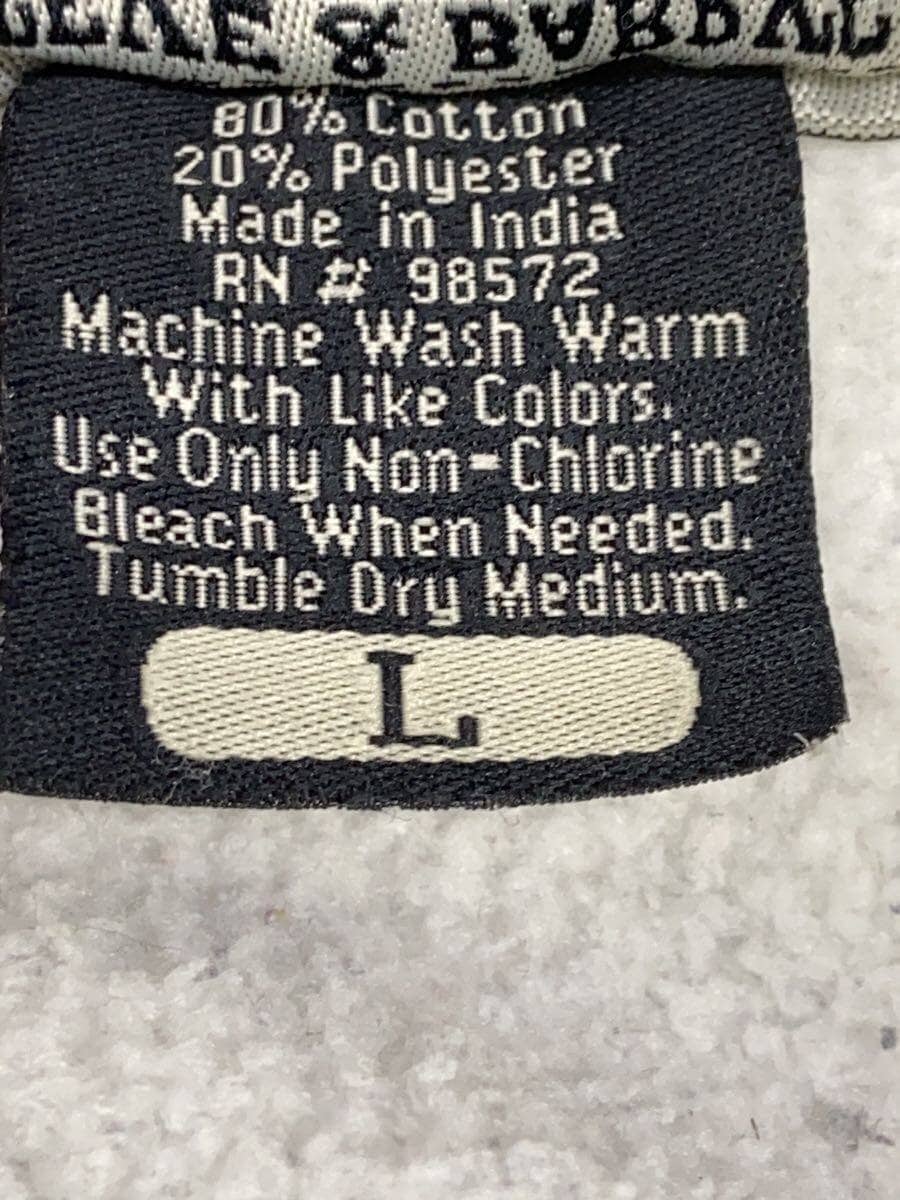 &
80% Cotton
20% Polyester
Made in India
RN # 98572
Machine Wash Warm
With Like Colors.
Use Only Non-Chlorine
Bleach When Needed.
Tumble Dry Medium.
L